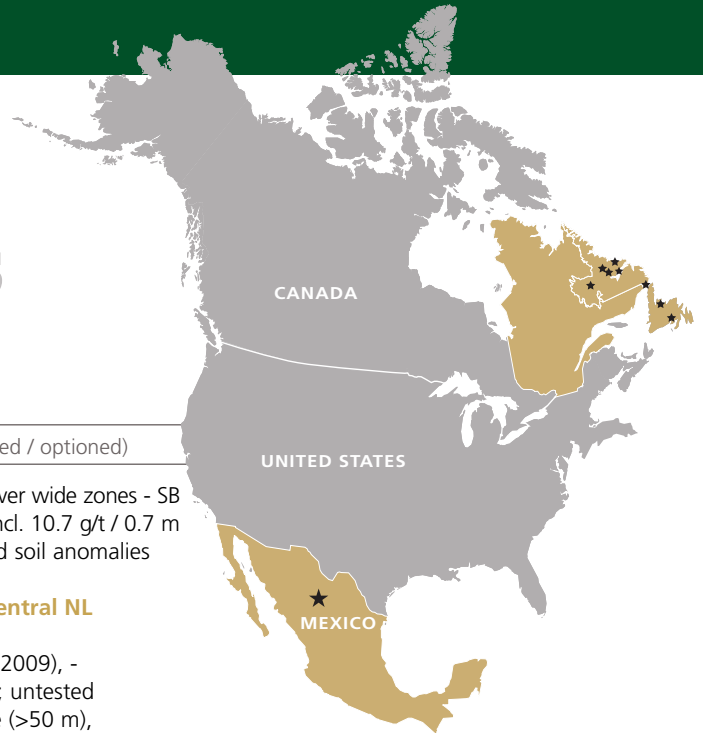 CANADA
ed / optioned)
UNITED STATES
ver wide zones - SB
ncl. 10.7 g/t / 0.7 m
d soil anomalies
entral NL
MEXICO
2009), -
; untested
e (>50 m),